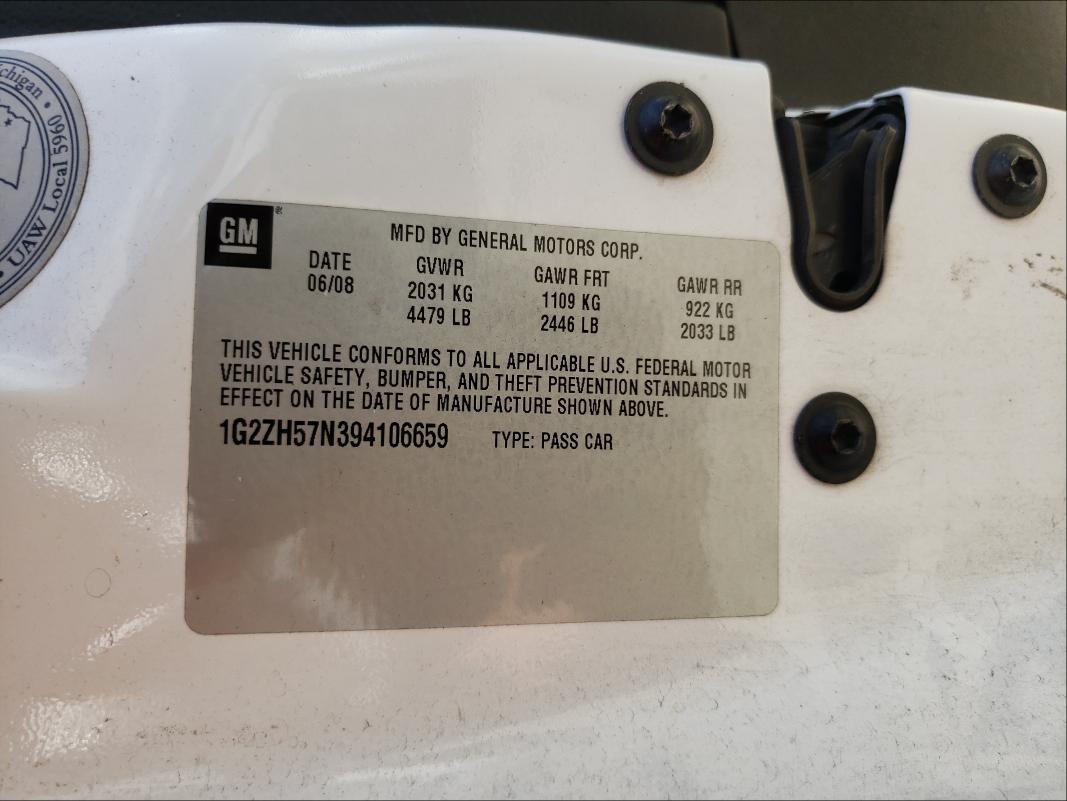 chigan • UAW Local 5960 •
GM®
MFD BY GENERAL MOTORS CORP.
DATE GVWR GAWR FRT GAWR RR
06/08 2031 KG 1109 KG 922 KG
4479 LB 2446 LB 2033 LB
THIS VEHICLE CONFORMS TO ALL APPLICABLE U.S. FEDERAL MOTOR
VEHICLE SAFETY, BUMPER, AND THEFT PREVENTION STANDARDS IN
EFFECT ON THE DATE OF MANUFACTURE SHOWN ABOVE.
1G2ZH57N394106659 TYPE: PASS CAR